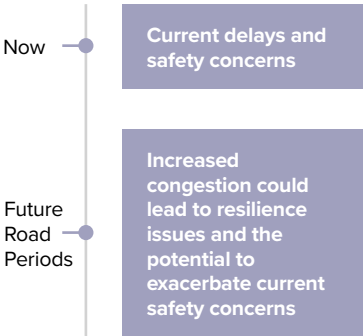 Now
Current delays and
safety concerns
Future
Road
Periods
Increased
congestion could
lead to resilience
issues and the
potential to
exacerbate current
safety concerns